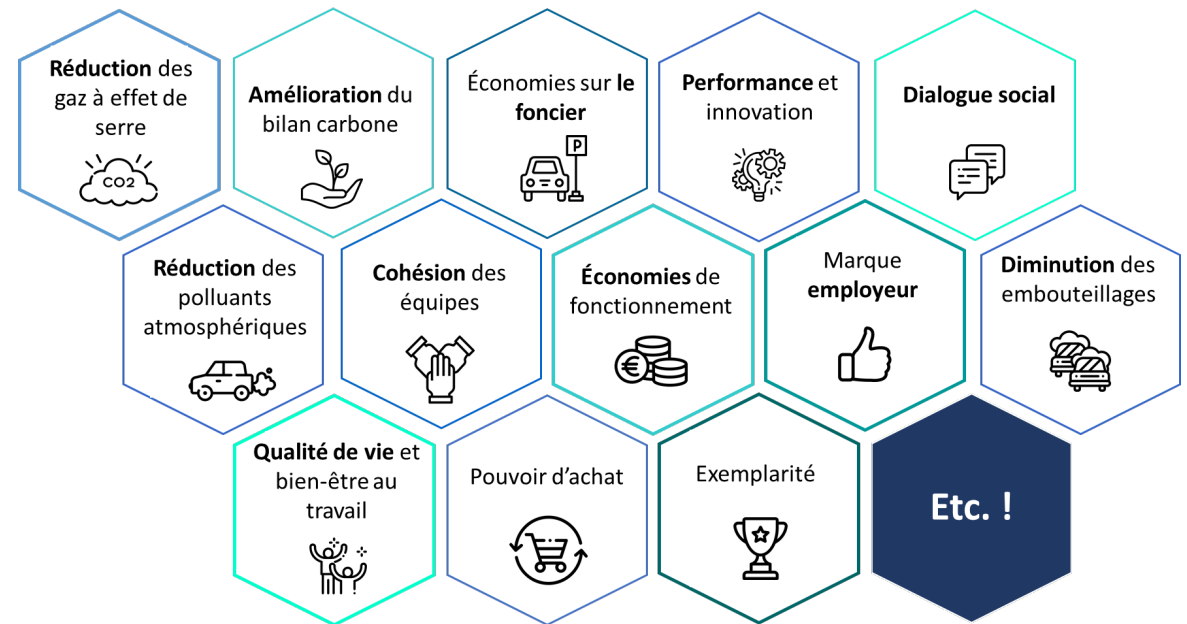 Réduction des
gaz à effet de
serre
CO2
Amélioration du
bilan carbone
Économies sur le
foncier
P
Performance et
innovation
Dialogue social
Réduction des
polluants
atmosphériques
Cohésion des
équipes
Économies de
fonctionnement
€
Marque
employeur
Diminution des
embouteillages
Qualité de vie et
bien-être au
travail
Pouvoir d’achat
Exemplarité
Etc. !